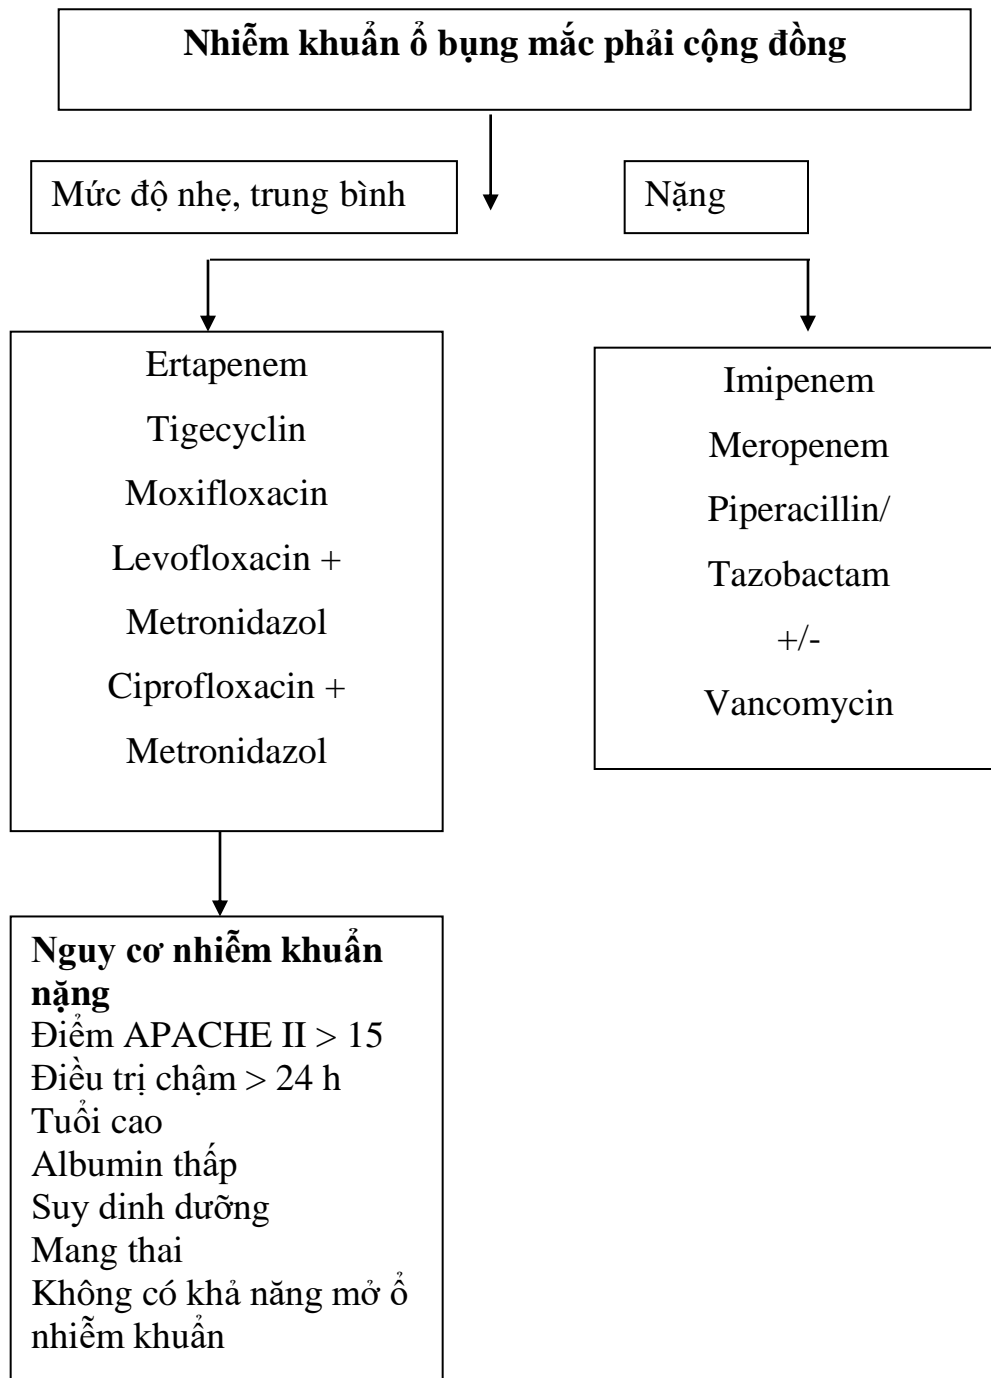 Nhiễm khuẩn ổ bụng mắc phải cộng đồng
Mức độ nhẹ, trung bình
Nặng
Ertapenem
Tigecyclin
Moxifloxacin
Levofloxacin +
Metronidazol
Ciprofloxacin +
Metronidazol
Imipenem
Meropenem
Piperacillin/
Tazobactam
+/-
Vancomycin
Nguy cơ nhiễm khuẩn
nặng
Điểm APACHE II > 15
Điều trị chậm > 24 h
Tuổi cao
Albumin thấp
Suy dinh dưỡng
Mang thai
Không có khả năng mở ổ
nhiễm khuẩn